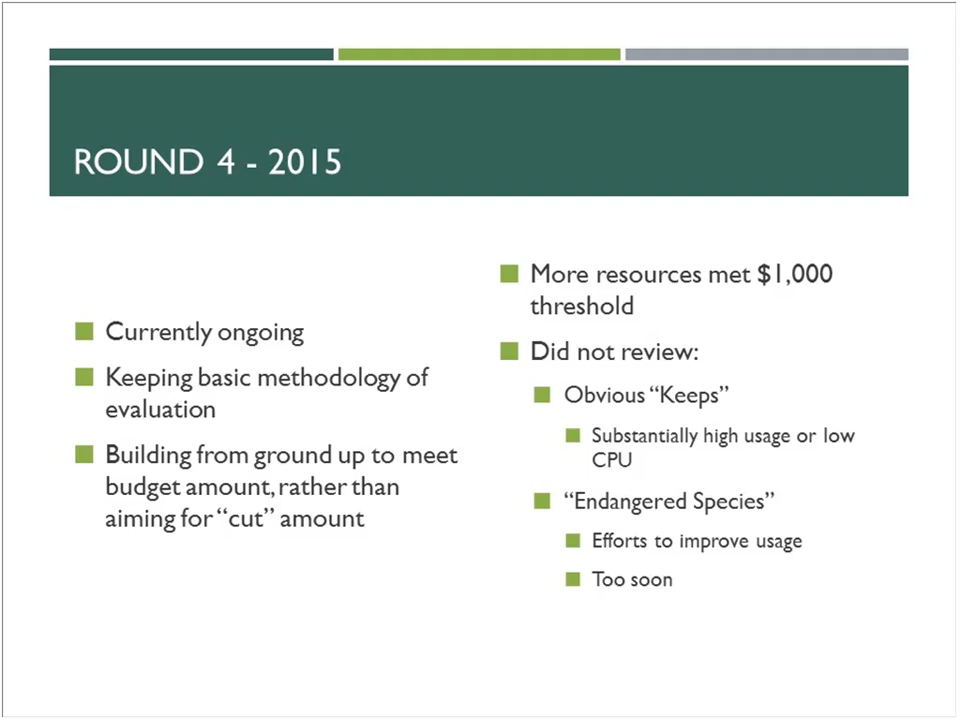 ROUND 4 - 2015
Currently ongoing
Keeping basic methodology of
evaluation
Building from ground up to meet
budget amount, rather than
aiming for “cut” amount
More resources met $1,000
threshold
Did not review:
Obvious “Keeps”
Substantially high usage or low
CPU
“Endangered Species”
Efforts to improve usage
Too soon